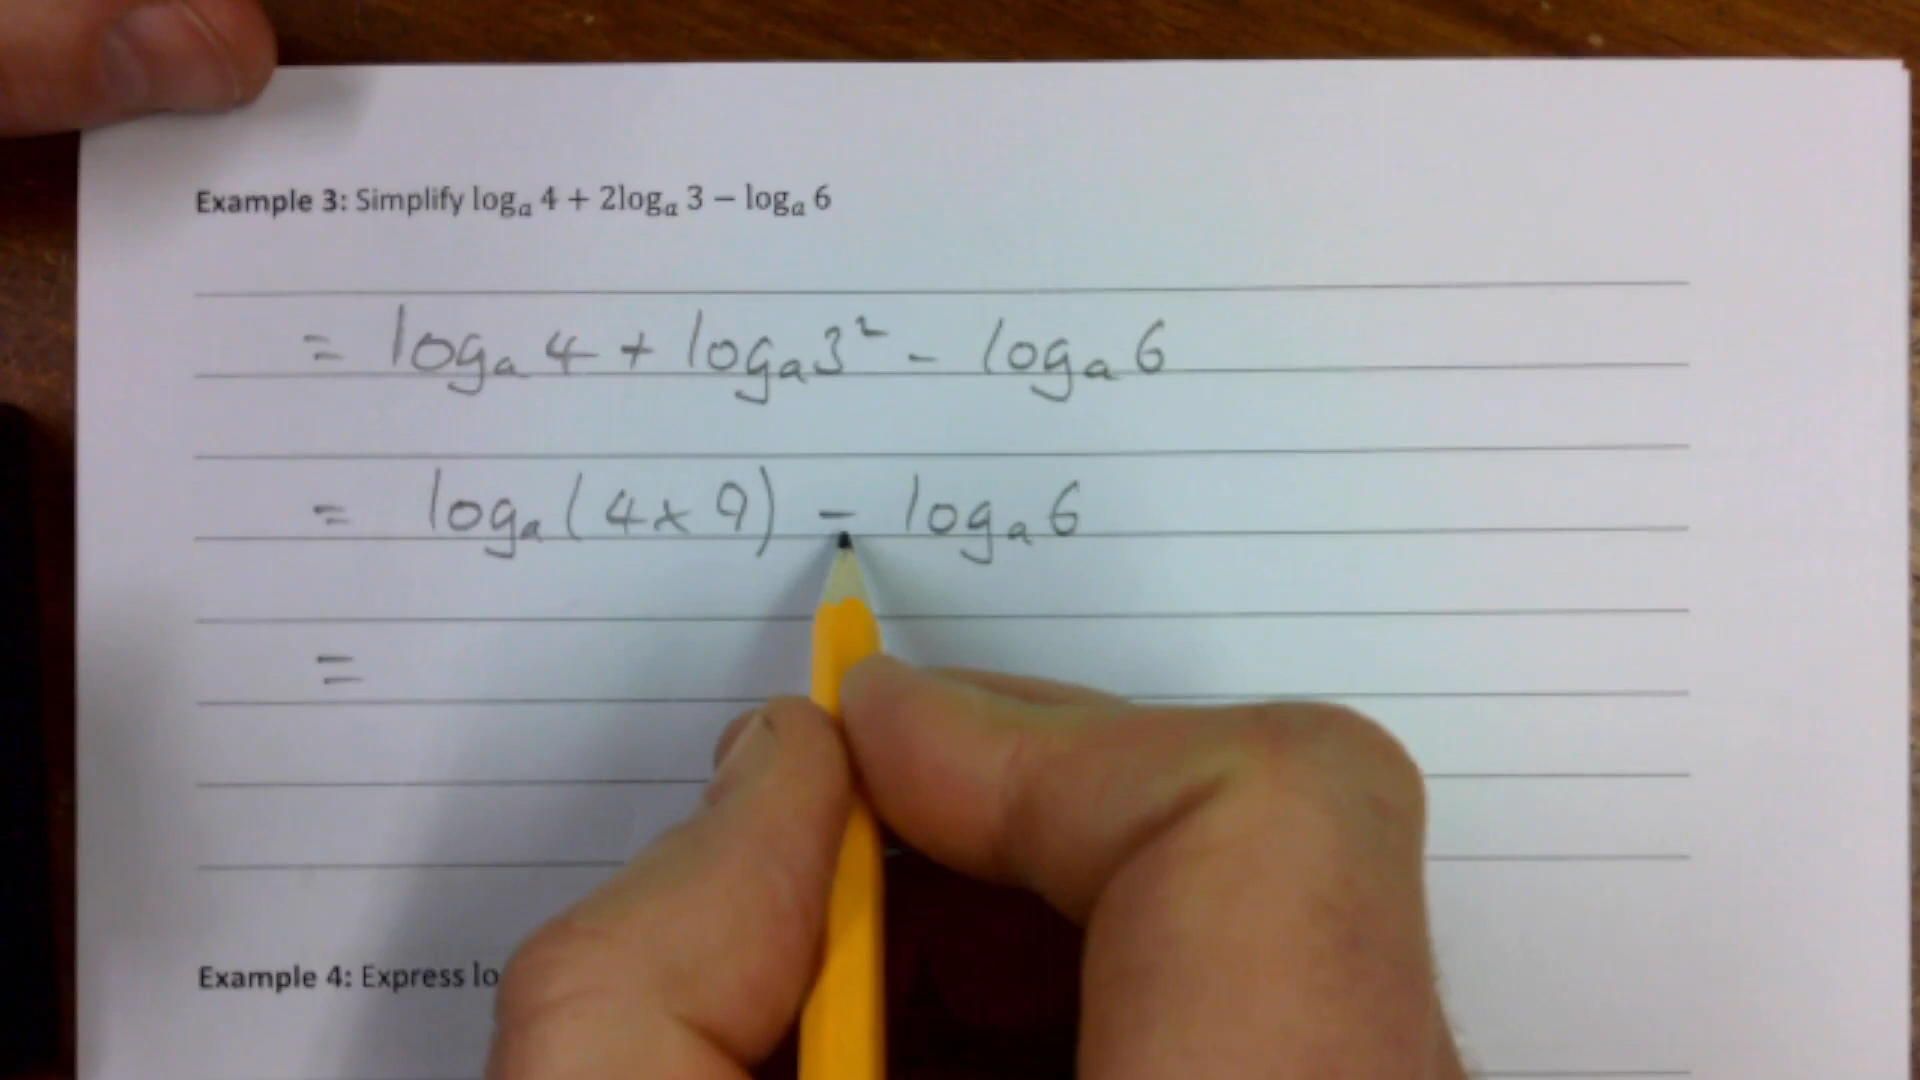 Example 3: Simplify logₐ 4 + 2logₐ 3 − logₐ 6
= logₐ 4 + logₐ 3² − logₐ 6
= logₐ (4 × 9) − logₐ 6
=
Example 4: Express lo